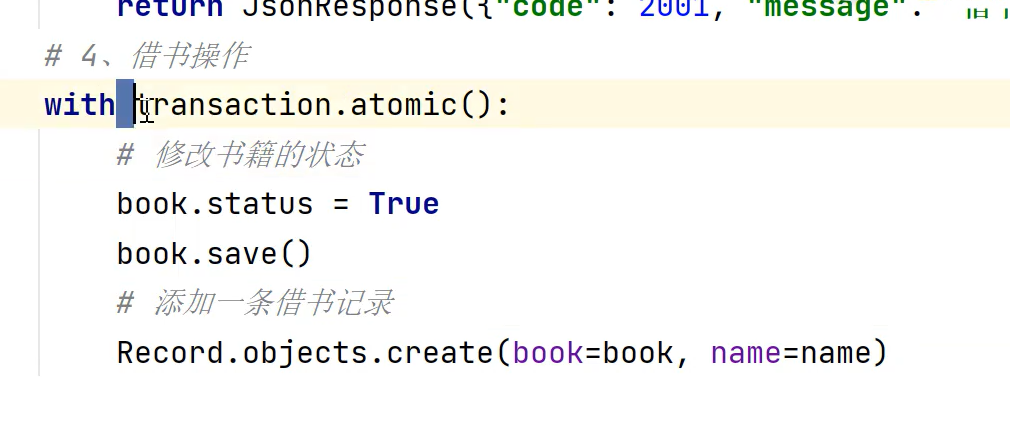 return JsonResponse({"code": 2001, "message":
# 4、借书操作
with transaction.atomic():
# 修改书籍的状态
book.status = True
book.save()
# 添加一条借书记录
Record.objects.create(book=book, name=name)